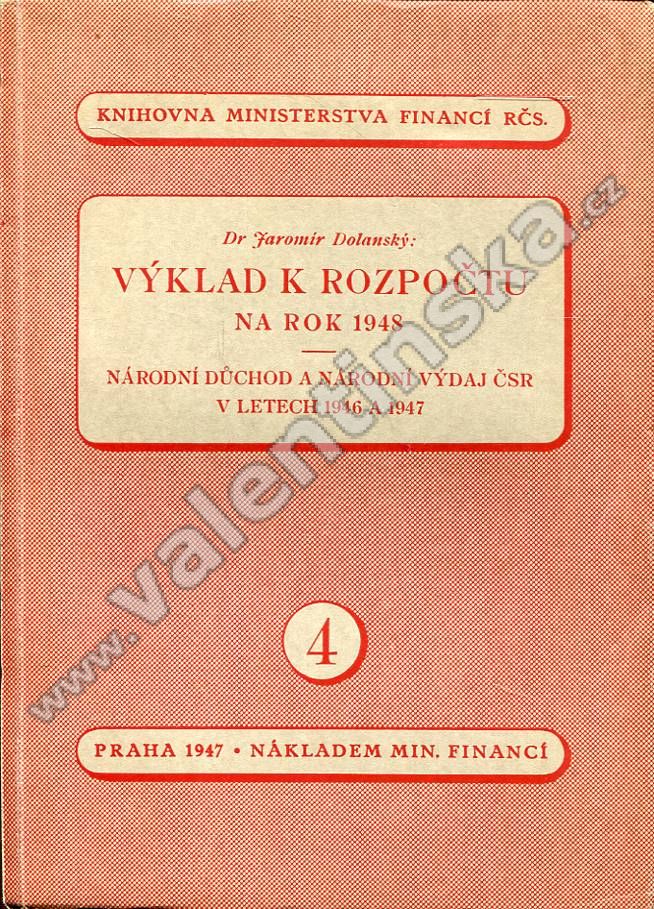 KNIHOVNA MINISTERSTVA FINANCÍ RČS.
Dr Jaromír Dolanský:
VÝKLAD K ROZPOČTU
NA ROK 1948
NÁRODNÍ DŮCHOD A NÁRODNÍ VÝDAJ ČSR
V LETECH 1946 A 1947
4
PRAHA 1947 • NÁKLADEM MIN. FINANCÍ
www.valentinska.cz